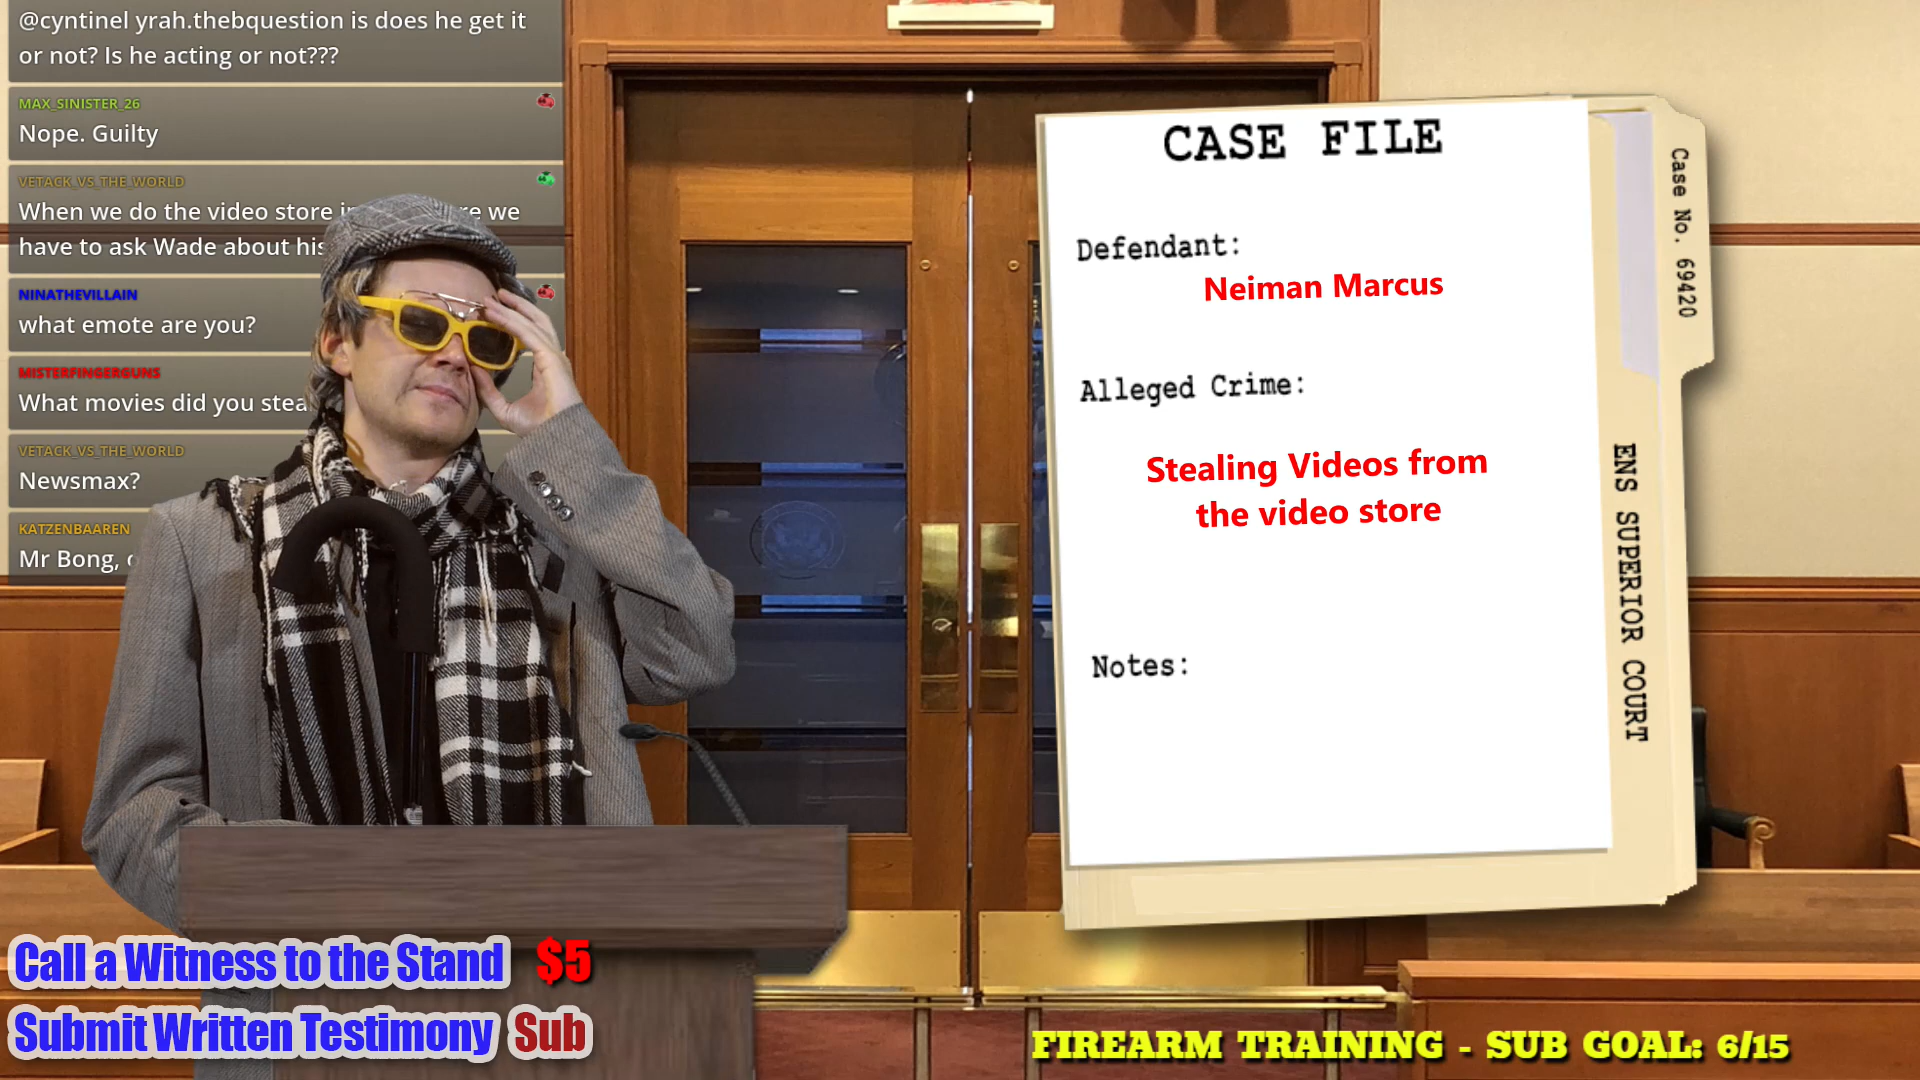 @cyntinel yrah.thebquestion is does he get it
or not? Is he acting or not???
MAX_SINISTER_26
Nope. Guilty
VETACK_VS_THE_WORLD
When we do the video store we
have to ask Wade about his
NINATHEVILLAIN
what emote are you?
MISTERFINGERGUNS
What movies did you
VETACK_VS_THE_WORLD
Newsmax?
KATZENBAAREN
Mr Bong,
CASE FILE
Defendant:
Neiman Marcus
Alleged Crime:
Stealing Videos from
the video store
Notes:
Case No. 69420
ENS SUPERIOR COURT
Call a Witness to the Stand $5
Submit Written Testimony Sub
FIREARM TRAINING - SUB GOAL: 6/15